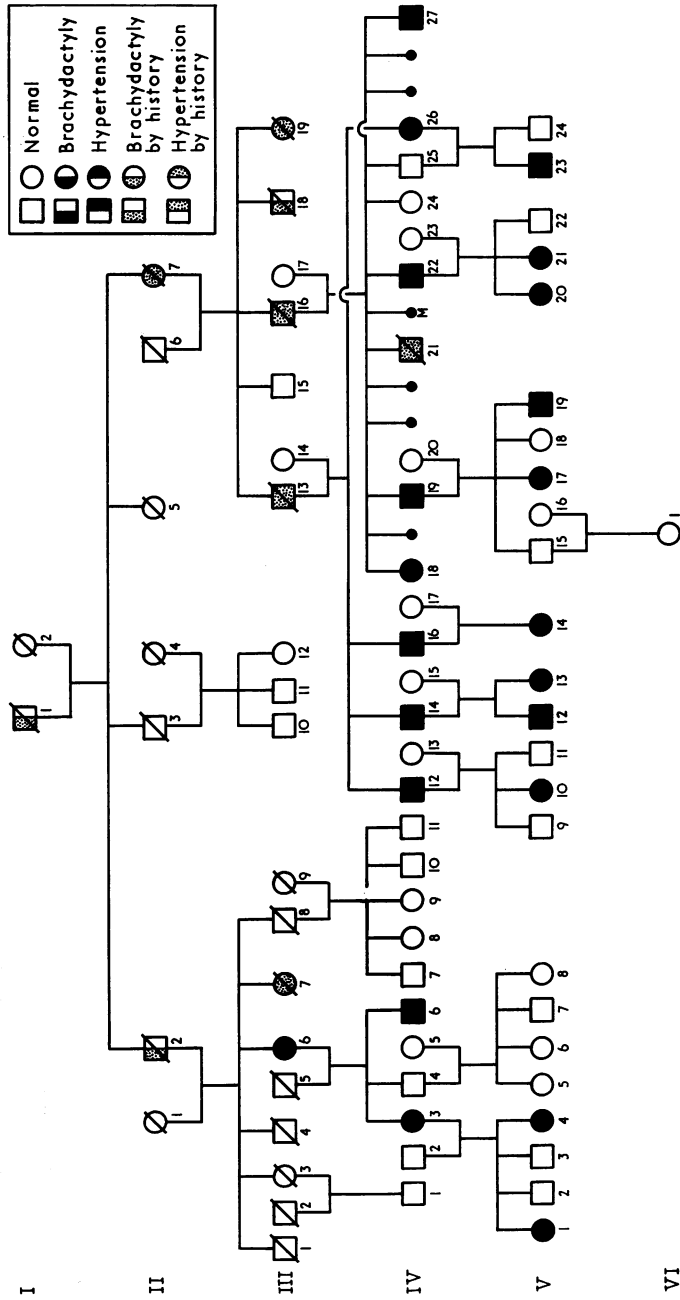 Normal
Brachydactyly
Hypertension
Brachydactyly
by history
Hypertension
by history
I
1 2
II
1 2 3 4 5 6 7
III
1 2 3 4 5 6 7 8 9 10 11 12 13 14 15 16 17 18 19
IV
1 2 3 4 5 6 7 8 9 10 11 12 13 14 15 16 17 18 19 20 21 M 22 23 24 25 26 27
V
1 2 3 4 5 6 7 8 9 10 11 12 13 14 15 16 17 18 19 20 21 22 23 24
VI
1